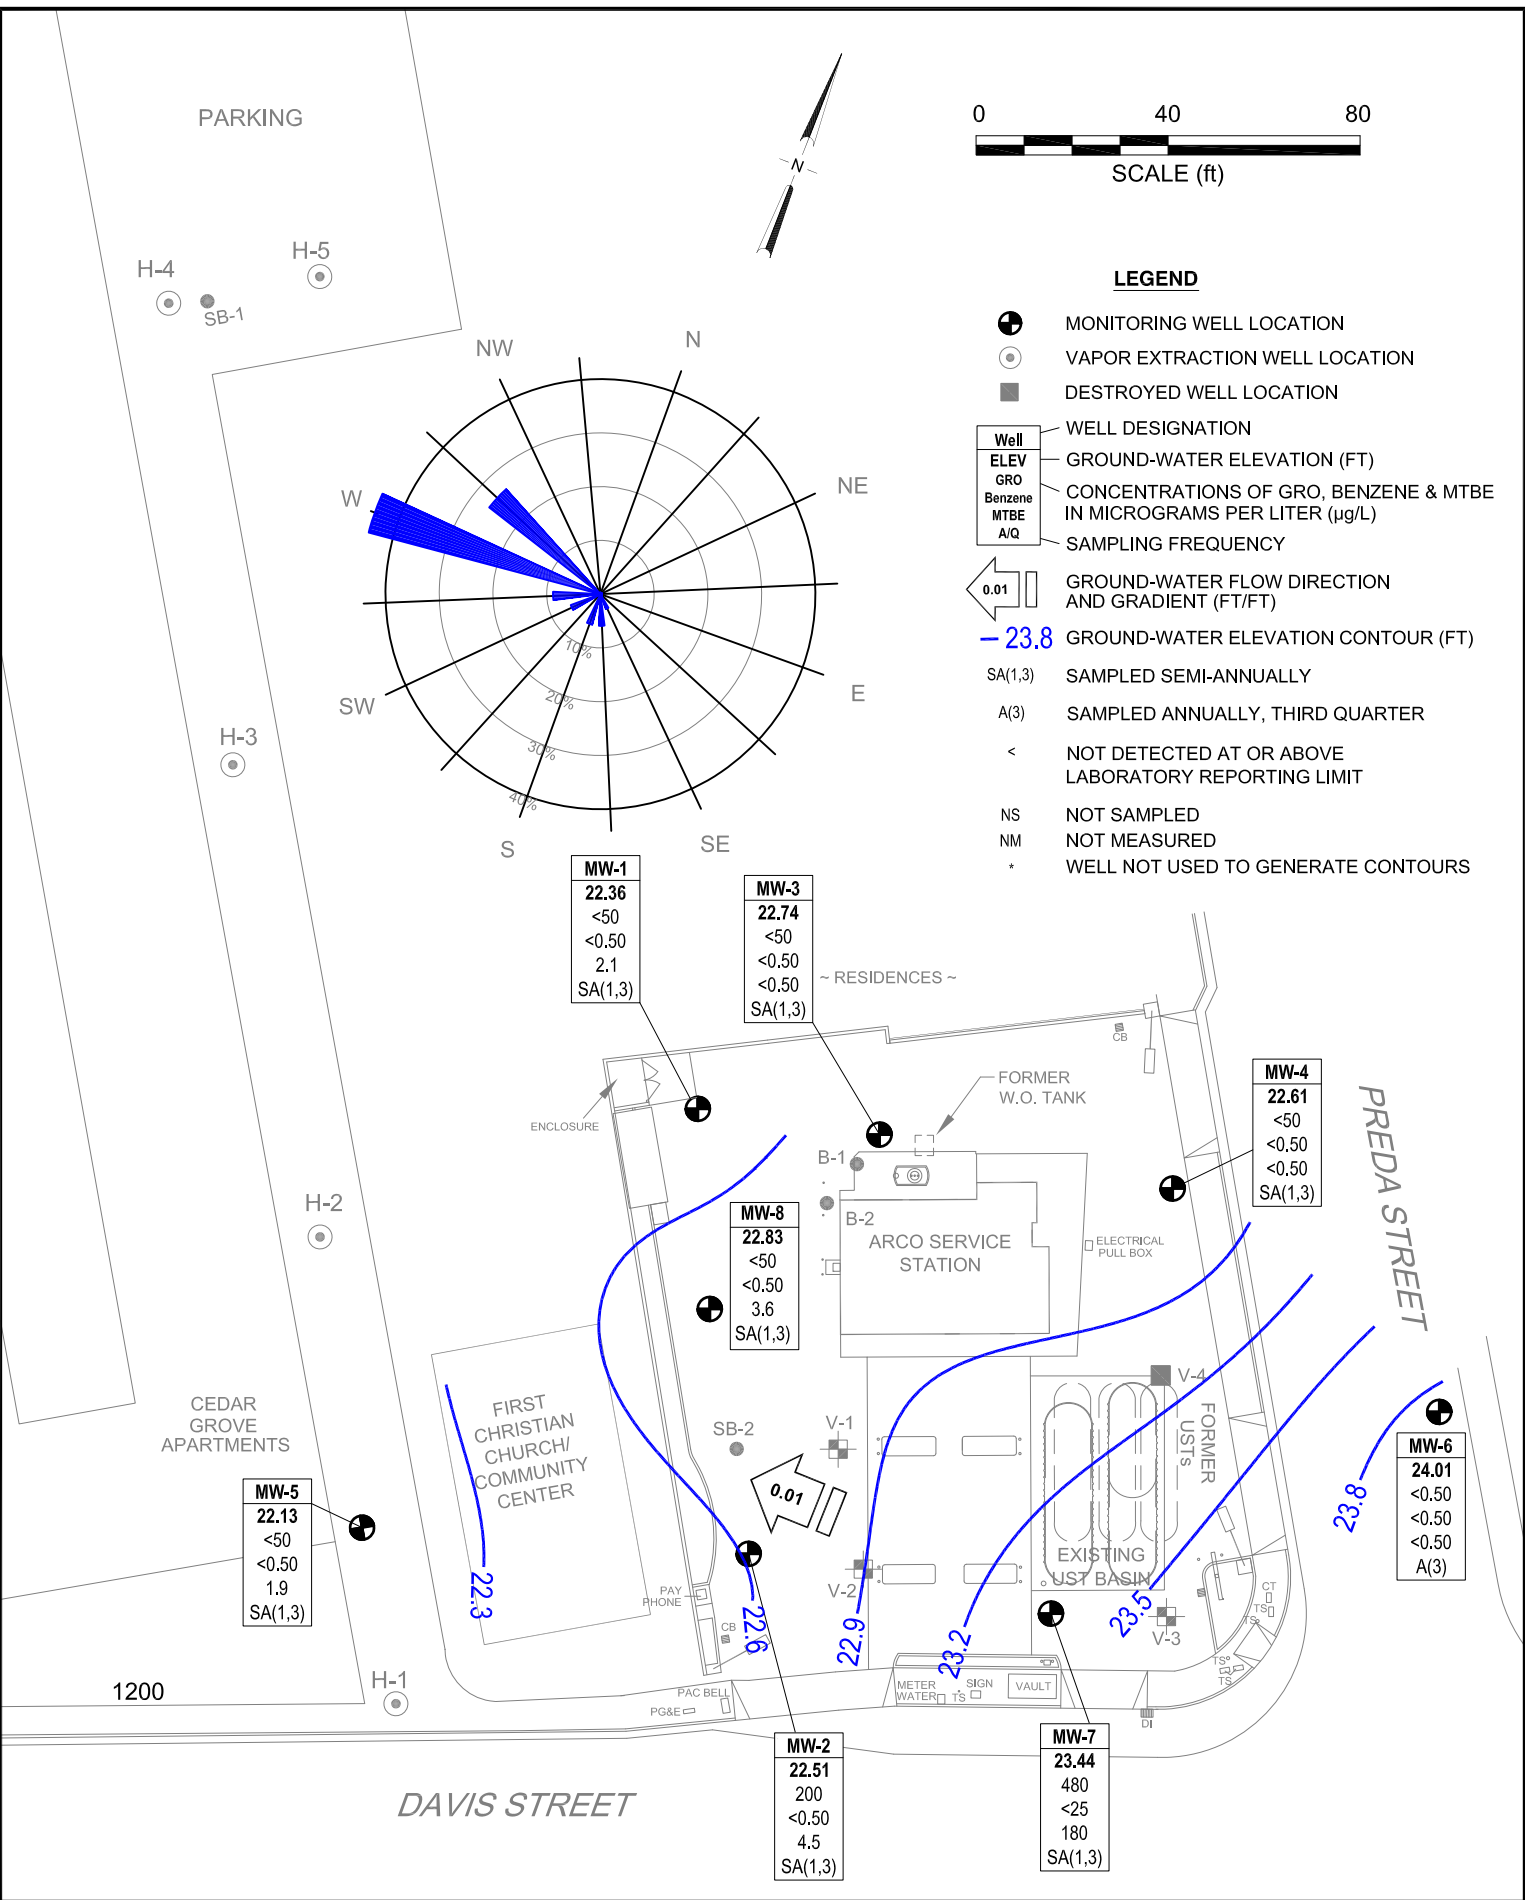 PARKING
N
0 40 80
SCALE (ft)
H-4
H-5
SB-1
LEGEND
MONITORING WELL LOCATION
VAPOR EXTRACTION WELL LOCATION
DESTROYED WELL LOCATION
Well
ELEV
GRO
Benzene
MTBE
A/Q
WELL DESIGNATION
GROUND-WATER ELEVATION (FT)
CONCENTRATIONS OF GRO, BENZENE & MTBE
IN MICROGRAMS PER LITER (µg/L)
SAMPLING FREQUENCY
0.01
GROUND-WATER FLOW DIRECTION
AND GRADIENT (FT/FT)
23.8 GROUND-WATER ELEVATION CONTOUR (FT)
SA(1,3) SAMPLED SEMI-ANNUALLY
A(3) SAMPLED ANNUALLY, THIRD QUARTER
< NOT DETECTED AT OR ABOVE
LABORATORY REPORTING LIMIT
NS NOT SAMPLED
NM NOT MEASURED
* WELL NOT USED TO GENERATE CONTOURS
NW
N
W
NE
SW
E
S
SE
10%
20%
30%
40%
H-3
H-2
MW-1
22.36
<50
<0.50
2.1
SA(1,3)
MW-3
22.74
<50
<0.50
<0.50
SA(1,3)
~ RESIDENCES ~
CB
FORMER
W.O. TANK
ENCLOSURE
MW-4
22.61
<50
<0.50
<0.50
SA(1,3)
PREDA STREET
B-1
B-2
MW-8
22.83
<50
<0.50
3.6
SA(1,3)
ARCO SERVICE
STATION
ELECTRICAL
PULL BOX
V-4
FORMER
USTs
CEDAR
GROVE
APARTMENTS
FIRST
CHRISTIAN
CHURCH/
COMMUNITY
CENTER
SB-2
V-1
0.01
MW-6
24.01
<0.50
<0.50
<0.50
A(3)
MW-5
22.13
<50
<0.50
1.9
SA(1,3)
EXISTING
UST BASIN
V-2
V-3
PAY
PHONE
CB
22.3
22.6
22.9
23.2
23.5
23.8
CT
TS
TS
TS
TS
H-1
1200
PAC BELL
PG&E
METER
WATER
TS
SIGN
VAULT
DI
MW-2
22.51
200
<0.50
4.5
SA(1,3)
MW-7
23.44
480
<25
180
SA(1,3)
DAVIS STREET